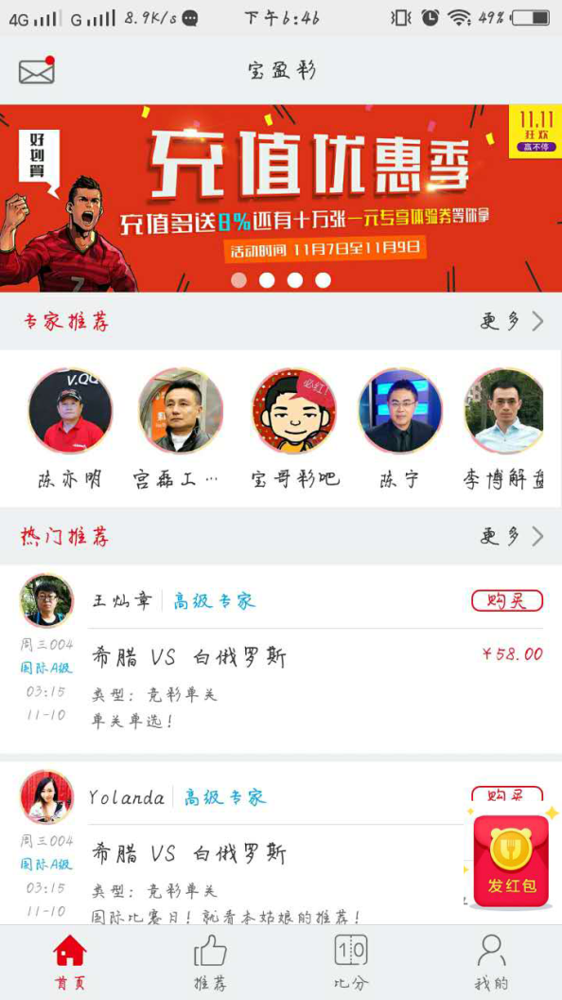 4G G 8.9K/s 下午6:46 49%
宝盈彩
好创算
11.11
狂欢
赢不停
充值优惠季
充值多送8%还有十万张一元专享体验券等你拿
活动时间 11月7日至11月9日
7
专家推荐 更多
V.QQ
必红!
陈亦明 宫磊工… 宝哥彩吧 陈宁 李博解盘
热门推荐 更多
王灿章 高级专家 购买
周三004
国际A级
03:15
11-10
希腊 VS 白俄罗斯 ¥58.00
类型: 竞彩单关
单关单选!
Yolanda 高级专家 购买
周三004
国际A级
03:15
11-10
希腊 VS 白俄罗斯
类型: 竞彩单关
国际比赛日! 就看本姑娘的推荐!
发红包
1 0
首页 推荐 比分 我的